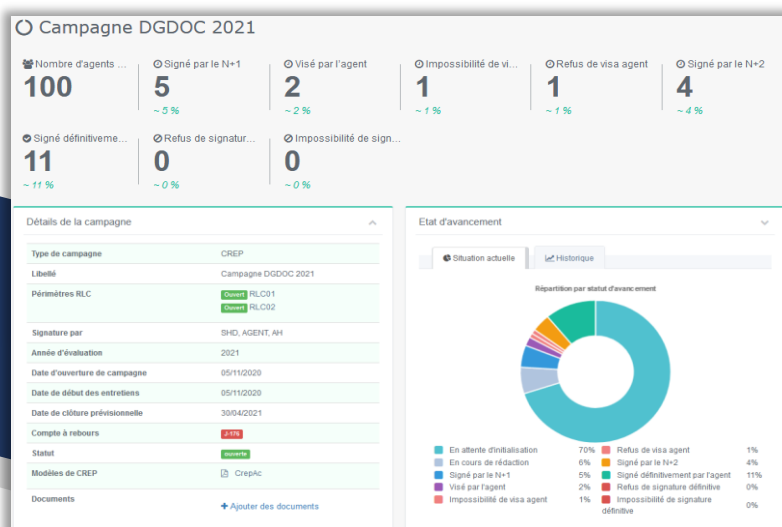 Campagne DGDOC 2021
Nombre d'agents ...
100
Signé par le N+1
5
~ 5 %
Visé par l'agent
2
~ 2 %
Impossibilité de vi...
1
~ 1 %
Refus de visa agent
1
~ 1 %
Signé par le N+2
4
~ 4 %
Signé définitiveme...
11
~ 11 %
Refus de signatur...
0
~ 0 %
Impossibilité de sign...
0
~ 0 %
Détails de la campagne
Type de campagne CREP
Libellé Campagne DGDOC 2021
Périmètres RLC Ouvert RLC01
Ouvert RLC02
Signature par SHD, AGENT, AH
Année d'évaluation 2021
Date d'ouverture de campagne 05/11/2020
Date de début des entretiens 05/11/2020
Date de clôture prévisionnelle 30/04/2021
Compte à rebours J-176
Statut ouverte
Modèles de CREP CrepAc
Documents
+ Ajouter des documents
Etat d'avancement
Situation actuelle Historique
Répartition par statut d'avancement
En attente d'initialisation 70% Refus de visa agent 1%
En cours de rédaction 6% Signé par le N+2 4%
Signé par le N+1 5% Signé définitivement par l'agent 11%
Visé par l'agent 2% Refus de signature définitive 0%
Impossibilité de visa agent 1% Impossibilité de signature définitive 0%